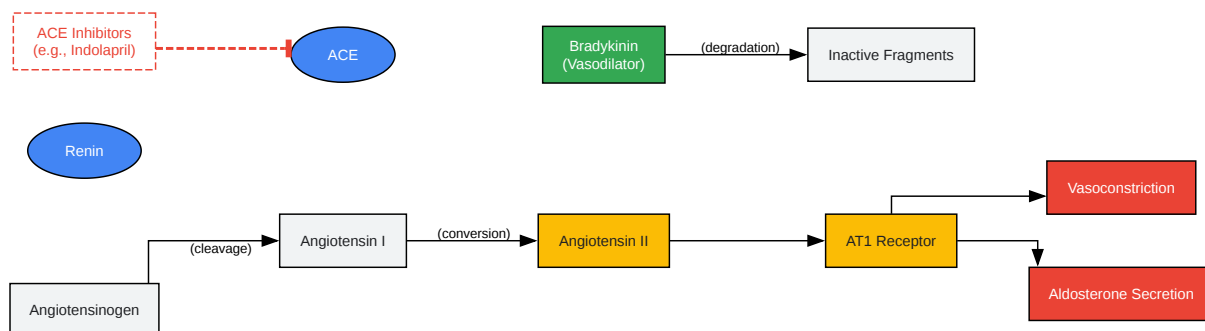 ACE Inhibitors
(e.g., Indolapril)
ACE
Bradykinin
(Vasodilator)
(degradation)
Inactive Fragments
Renin
Vasoconstriction
Angiotensinogen
(cleavage)
Angiotensin I
(conversion)
Angiotensin II
AT1 Receptor
Aldosterone Secretion